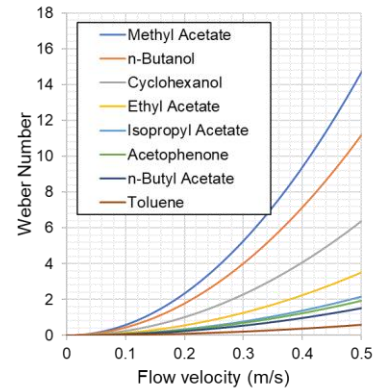 18
16
14
12
10
8
6
4
2
0
Weber Number
Methyl Acetate
n-Butanol
Cyclohexanol
Ethyl Acetate
Isopropyl Acetate
Acetophenone
n-Butyl Acetate
Toluene
0 0.1 0.2 0.3 0.4 0.5
Flow velocity (m/s)